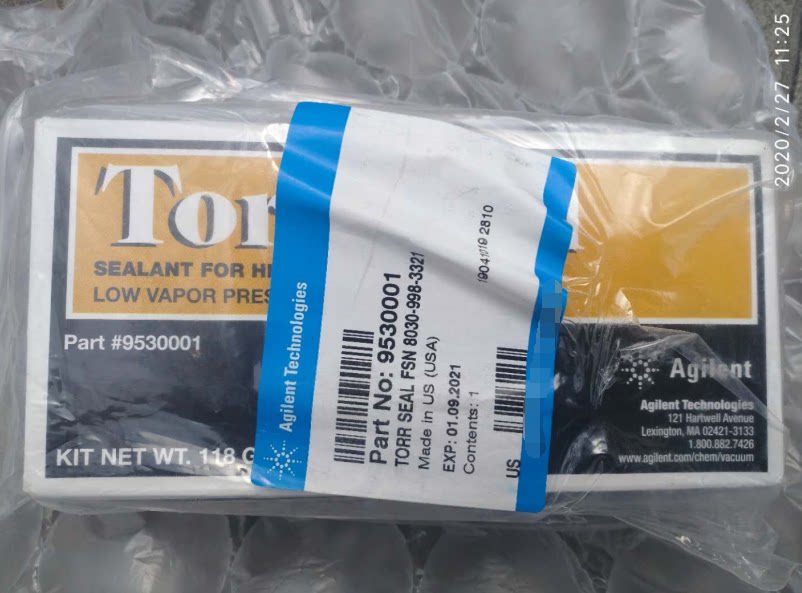 2020/2/27 11:25
Tor
SEALANT FOR HI
LOW VAPOR PRES
Part #9530001
KIT NET WT. 118 G
Agilent Technologies
Part No: 9530001
TORR SEAL FSN 8030-998-3321
Made in US (USA)
EXP: 01.09.2021
Contents: 1
US
Agilent
Agilent Technologies
121 Hartwell Avenue
Lexington, MA 02421-3133
1.800.882.7426
www.agilent.com/chem/vacuum